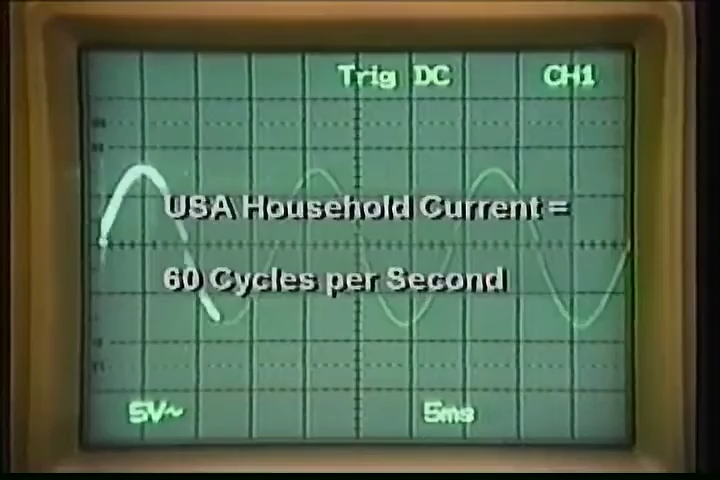 Trig DC CH1
USA Household Current =
60 Cycles per Second
5V~ 5ms